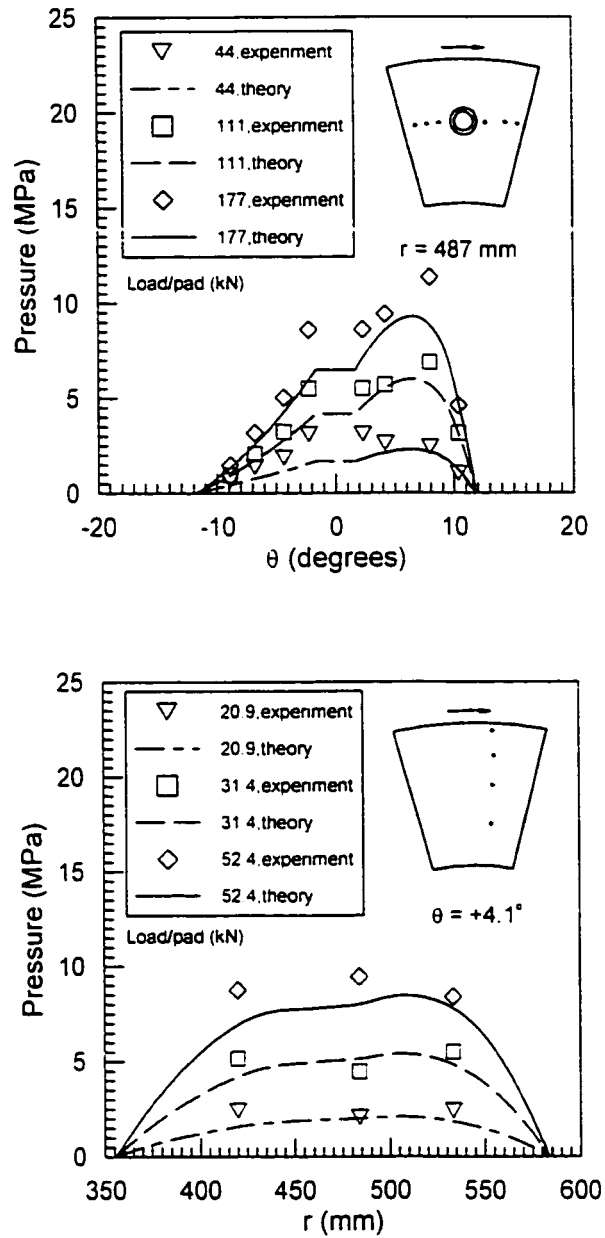 25
20
15
10
5
0
Pressure (MPa)
44,experiment
44,theory
111,experiment
111,theory
177,experiment
177,theory
Load/pad (kN)
r = 487 mm
-20 -10 0 10 20
θ (degrees)
25
20
15
10
5
0
Pressure (MPa)
20 9,experiment
20 9,theory
31 4,experiment
31 4,theory
52 4,experiment
52 4,theory
Load/pad (kN)
θ = +4.1°
350 400 450 500 550 600
r (mm)